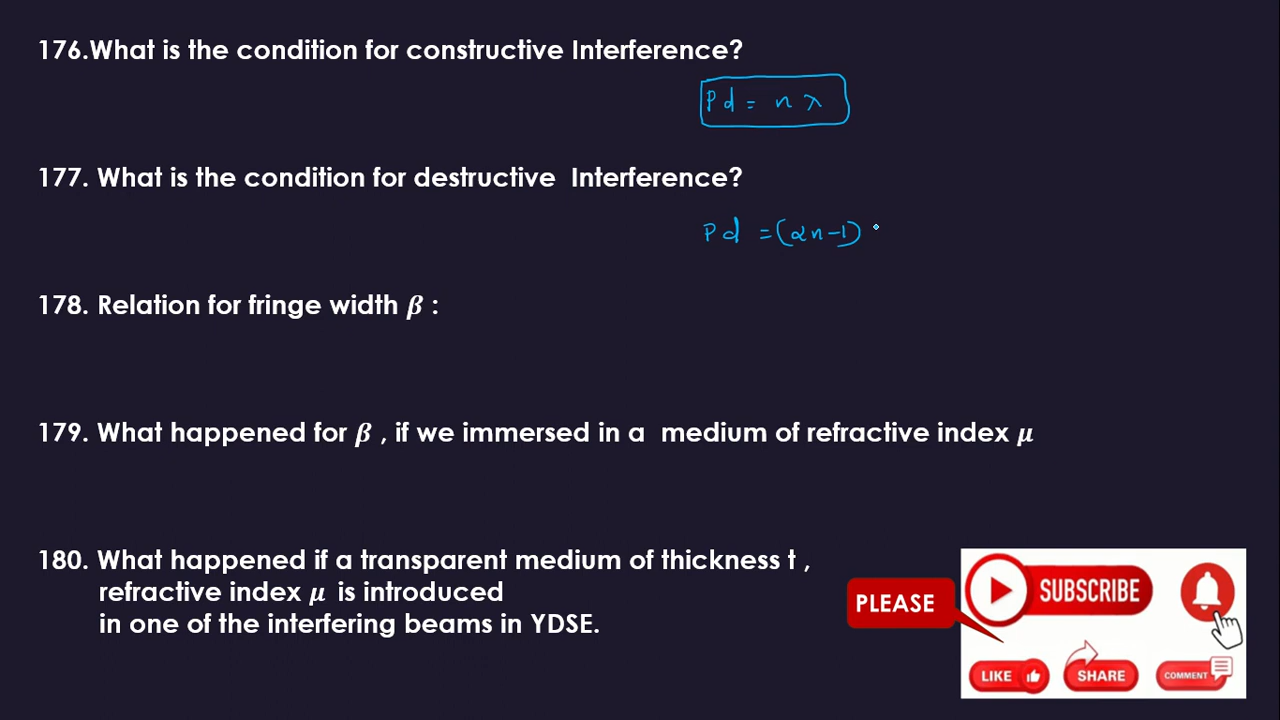 176.What is the condition for constructive Interference?
Pd = n λ
177. What is the condition for destructive  Interference?
Pd = (2n-1)
178. Relation for fringe width β :
179. What happened for β , if we immersed in a  medium of refractive index μ
180. What happened if a transparent medium of thickness t ,
refractive index μ is introduced
in one of the interfering beams in YDSE.
PLEASE
SUBSCRIBE
LIKE
SHARE
COMMENT